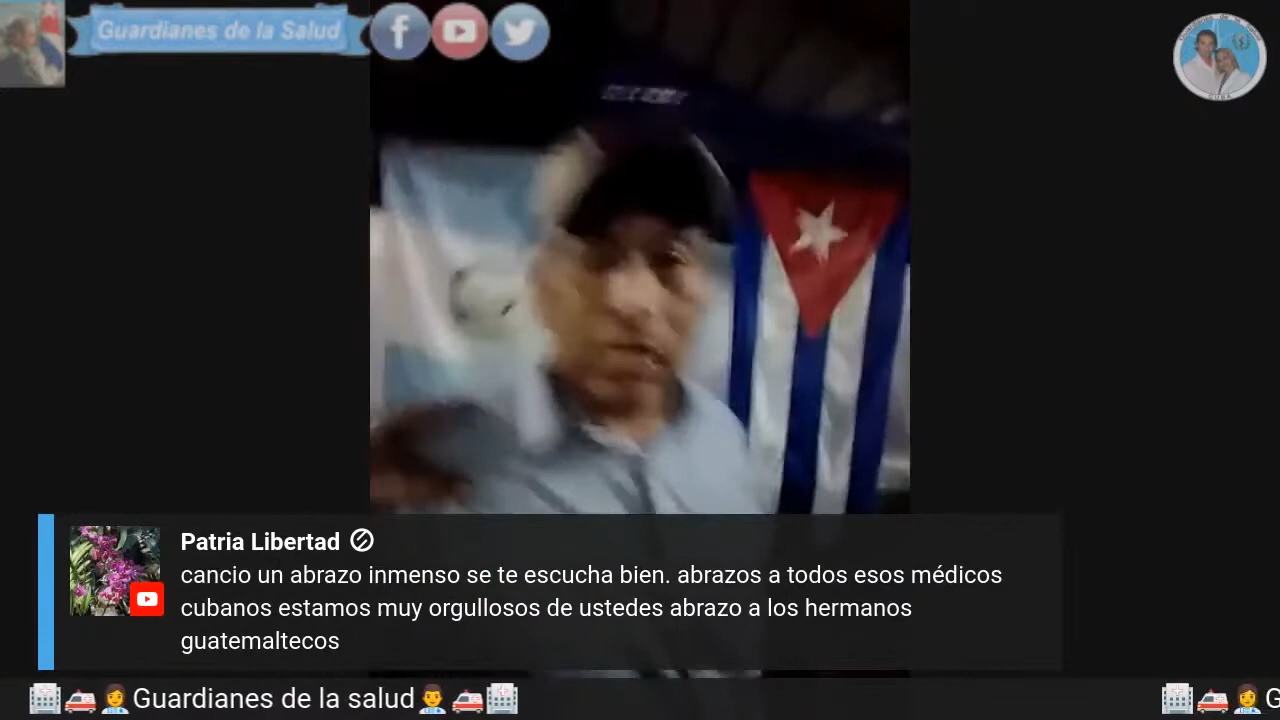 Guardianes de la Salud
Patria Libertad
cancio un abrazo inmenso se te escucha bien. abrazos a todos esos médicos
cubanos estamos muy orgullosos de ustedes abrazo a los hermanos
guatemaltecos
Guardianes de la salud
G